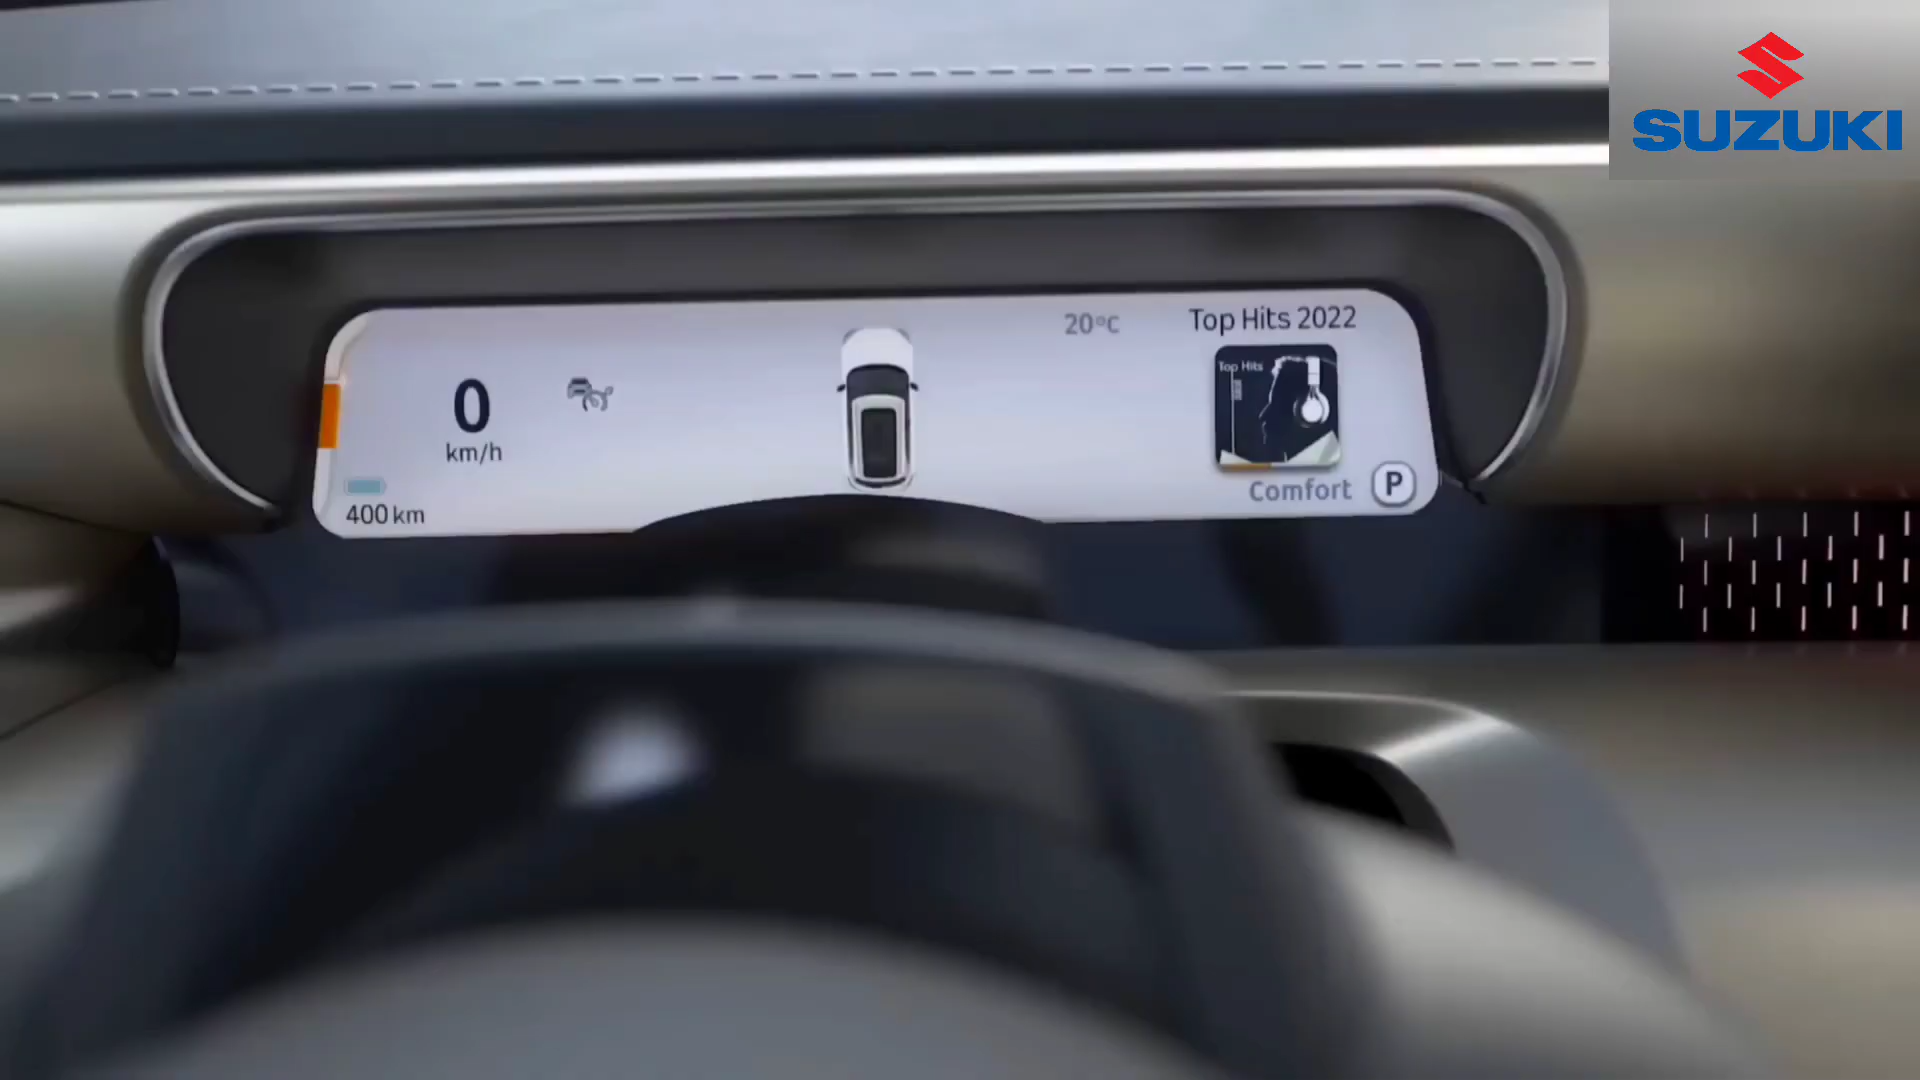 SUZUKI
20°C
Top Hits 2022
Top Hits
0
km/h
400 km
Comfort
P